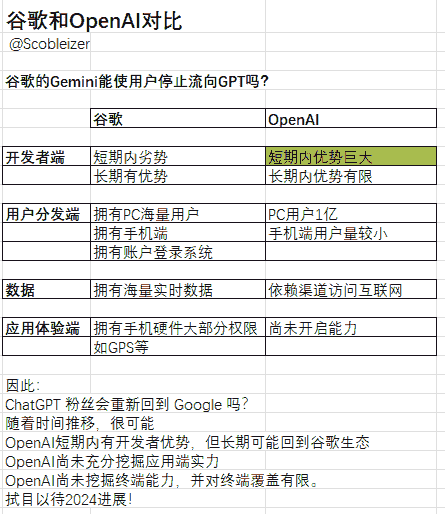 谷歌和OpenAI对比
@Scobleizer
谷歌的Gemini能使用户停止流向GPT吗?
谷歌 OpenAI
开发者端 短期内劣势 短期内优势巨大
长期有优势 长期内优势有限
用户分发端 拥有PC海量用户 PC用户1亿
拥有手机端 手机端用户量较小
拥有账户登录系统
数据 拥有海量实时数据 依赖渠道访问互联网
应用体验端 拥有手机硬件大部分权限 尚未开启能力
如GPS等
因此:
ChatGPT 粉丝会重新回到 Google 吗?
随着时间推移，很可能
OpenAI短期内有开发者优势，但长期可能回到谷歌生态
OpenAI尚未充分挖掘应用端实力
OpenAI尚未挖掘终端能力，并对终端覆盖有限。
拭目以待2024进展!